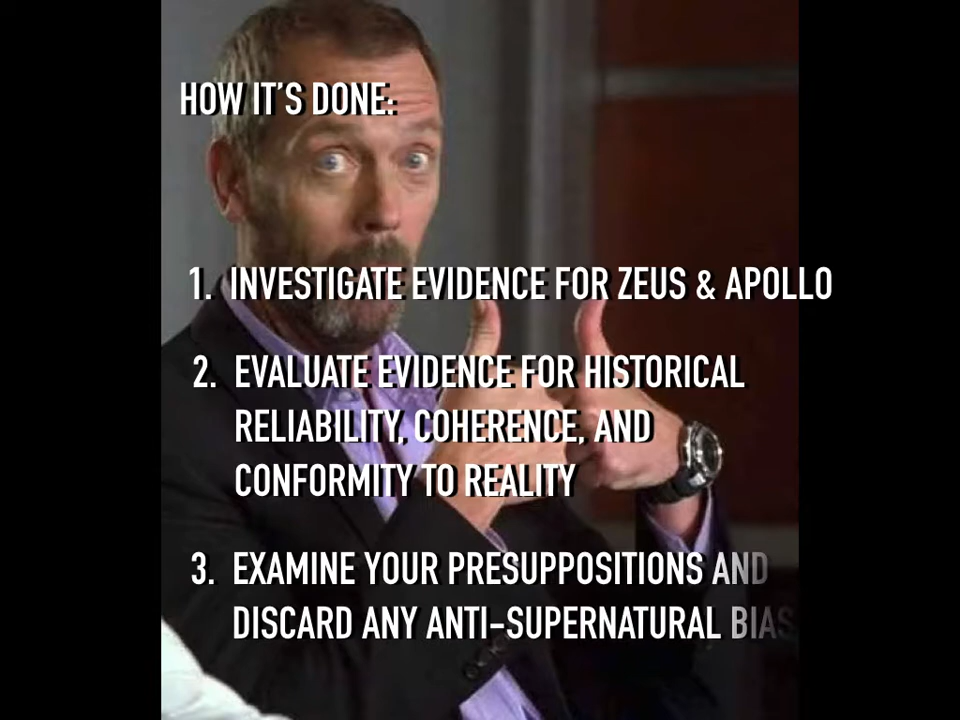 HOW IT'S DONE:
1. INVESTIGATE EVIDENCE FOR ZEUS & APOLLO
2. EVALUATE EVIDENCE FOR HISTORICAL
RELIABILITY, COHERENCE, AND
CONFORMITY TO REALITY
3. EXAMINE YOUR PRESUPPOSITIONS AND
DISCARD ANY ANTI-SUPERNATURAL BIAS